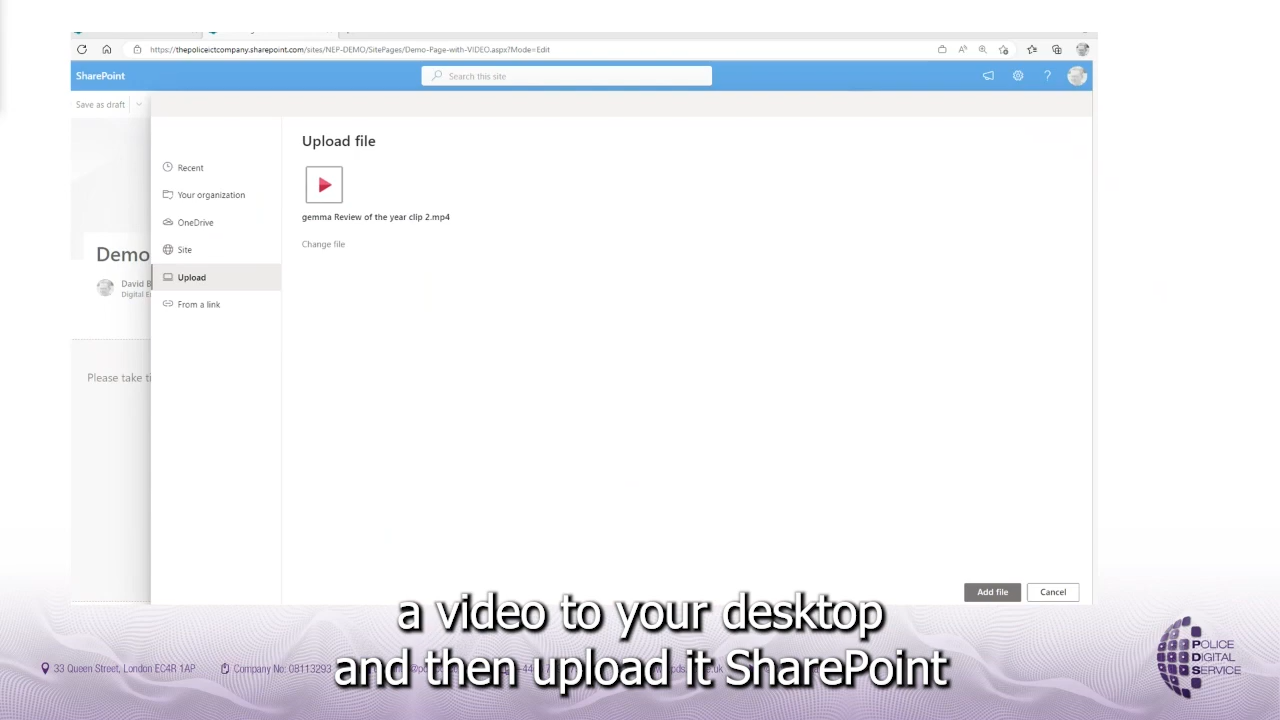 https://thepoliceictcompany.sharepoint.com/sites/NEP-DEMO/SitePages/Demo-Page-with-VIDEO.aspx?Mode=Edit
SharePoint
Search this site
?
Save as draft
Upload file
Recent
Your organization
gemma Review of the year clip 2.mp4
OneDrive
Change file
Site
Demo
Upload
David B
Digital E
From a link
Please take ti
Add file
Cancel
a video to your desktop
and then upload it SharePoint
33 Queen Street, London EC4R 1AP
Company No: 08113293
POLICE
DIGITAL
SERVICE